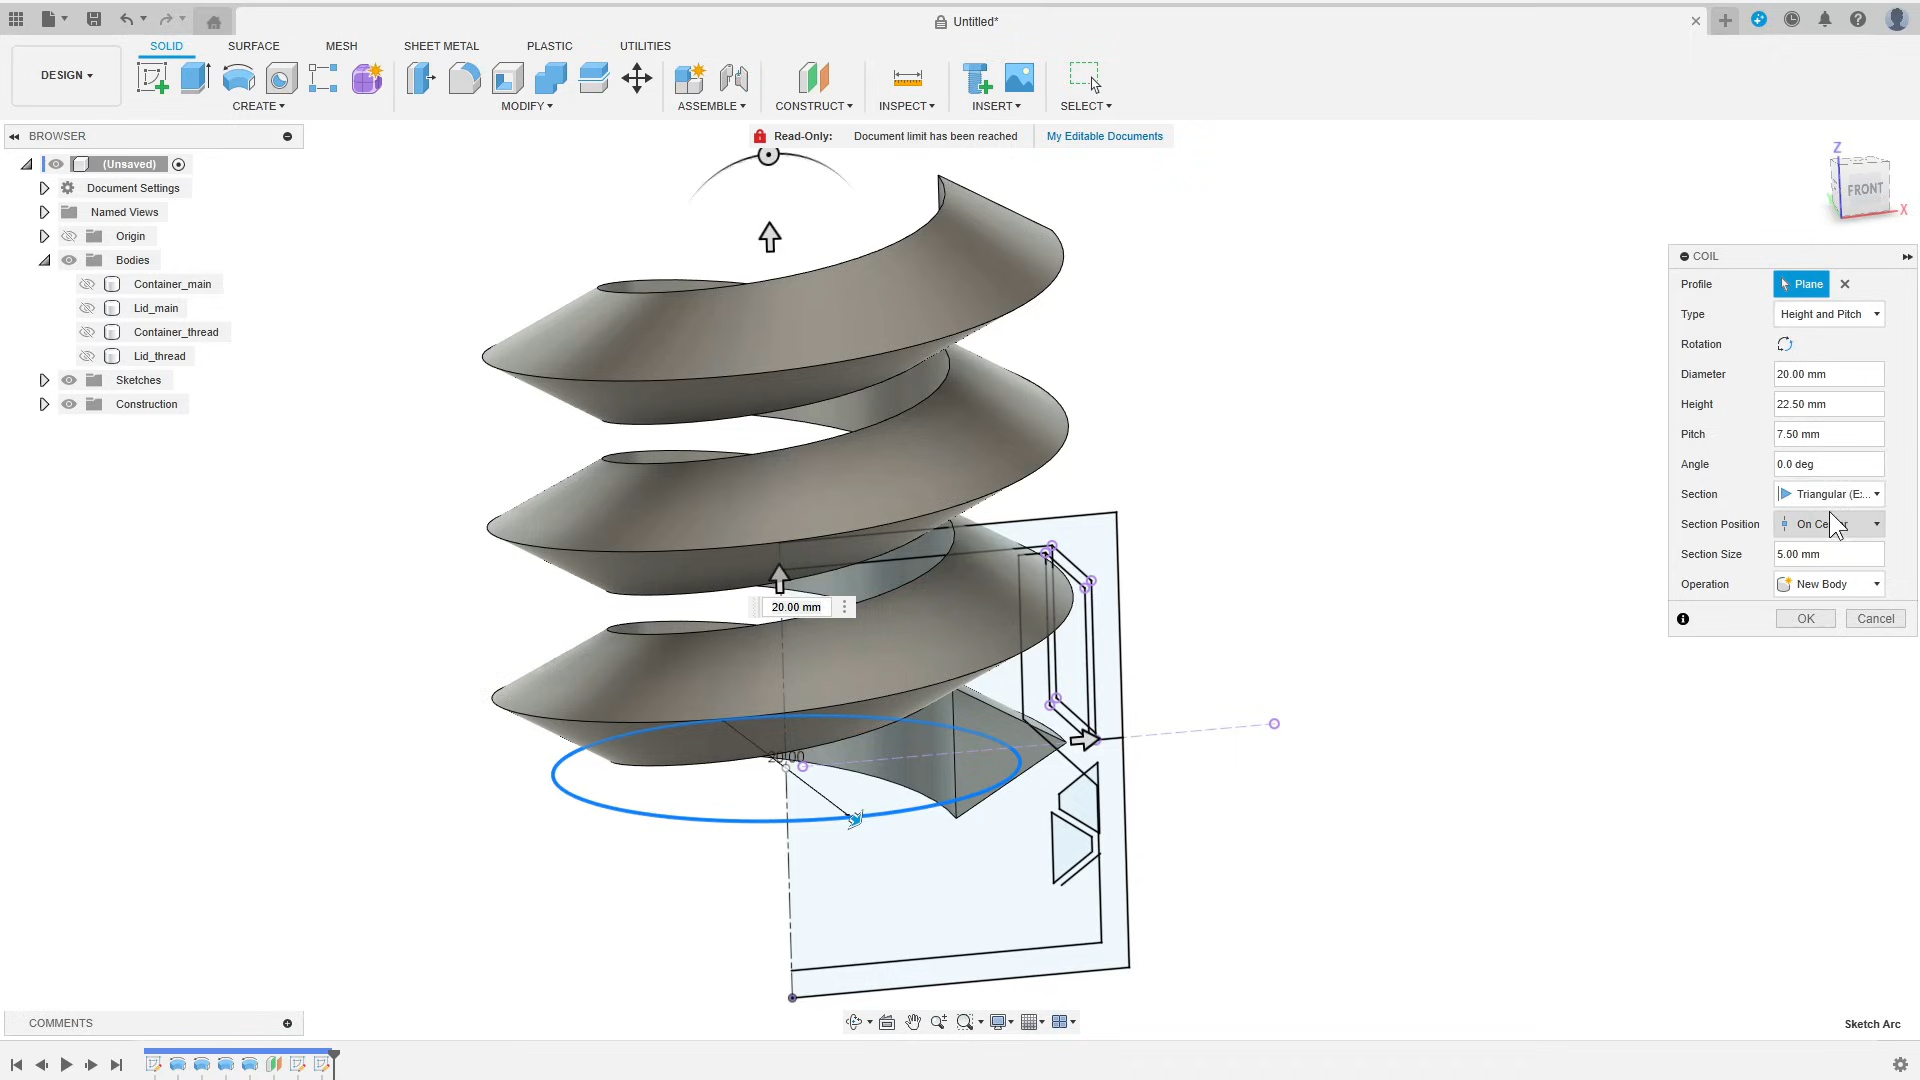 Untitled*
DESIGN
SOLID
SURFACE
MESH
SHEET METAL
PLASTIC
UTILITIES
CREATE
MODIFY
ASSEMBLE
CONSTRUCT
INSPECT
INSERT
SELECT
BROWSER
Read-Only: Document limit has been reached My Editable Documents
(Unsaved)
Document Settings
Named Views
Origin
Bodies
Container_main
Lid_main
Container_thread
Lid_thread
Sketches
Construction
Z
FRONT
X
COIL
Profile Plane
Type Height and Pitch
Rotation
Diameter 20.00 mm
Height 22.50 mm
Pitch 7.50 mm
Angle 0.0 deg
Section Triangular (E:...
Section Position On Center
Section Size 5.00 mm
Operation New Body
OK Cancel
20.00 mm
20.00
COMMENTS
Sketch Arc